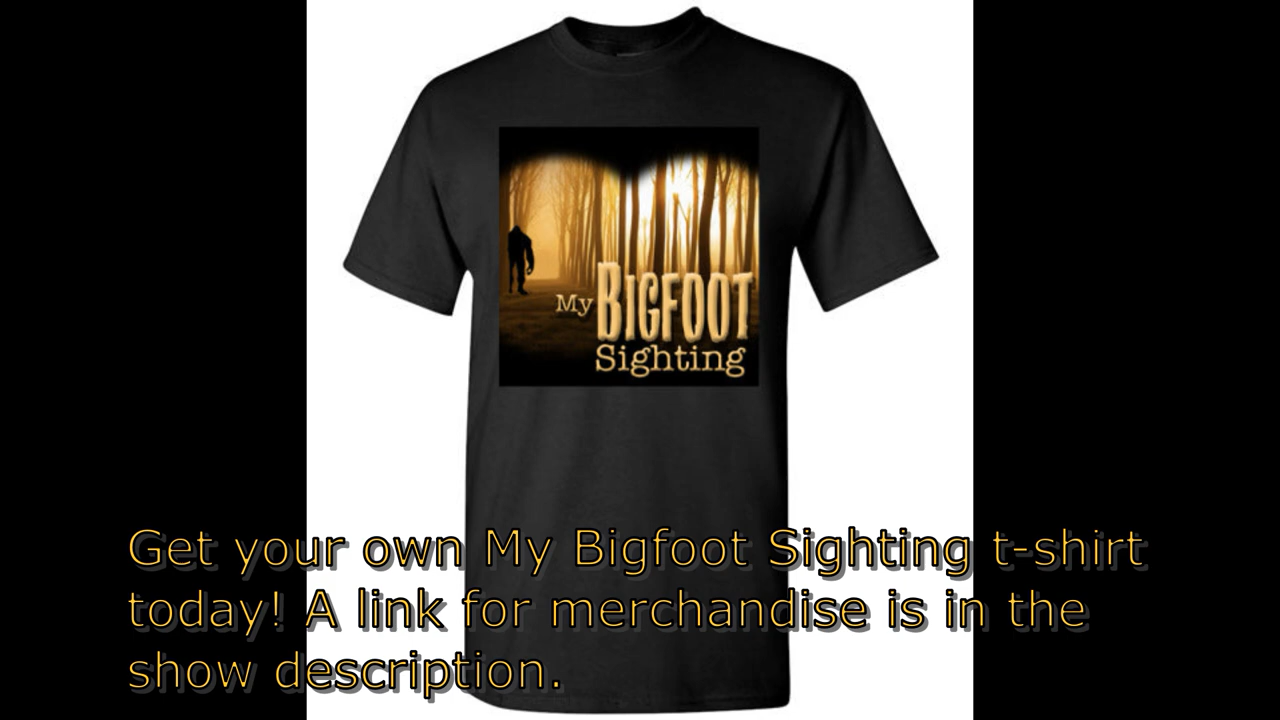 My BIGFOOT
Sighting
Get your own My Bigfoot Sighting t-shirt
today! A link for merchandise is in the
show description.